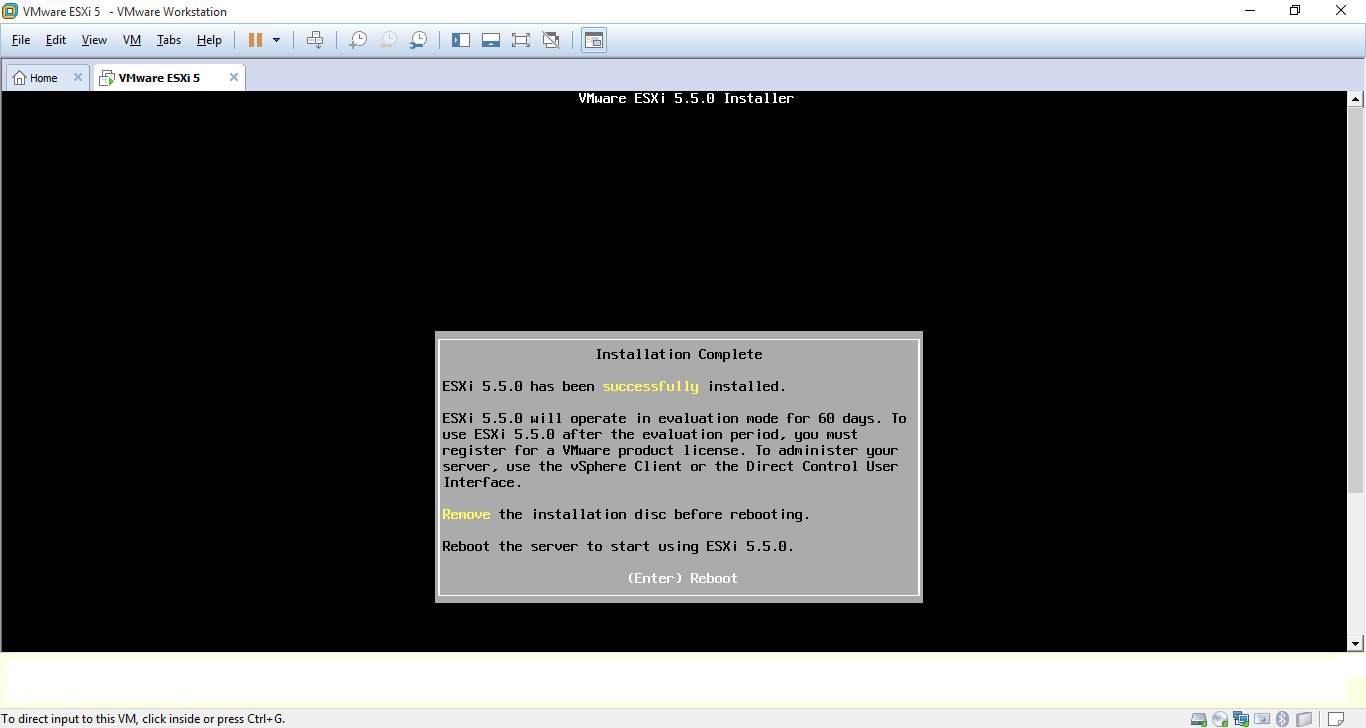 VMware ESXi 5 - VMware Workstation
File Edit View VM Tabs Help
Home VMware ESXi 5
VMware ESXi 5.5.0 Installer
Installation Complete
ESXi 5.5.0 has been successfully installed.
ESXi 5.5.0 will operate in evaluation mode for 60 days. To
use ESXi 5.5.0 after the evaluation period, you must
register for a VMware product license. To administer your
server, use the vSphere Client or the Direct Control User
Interface.
Remove the installation disc before rebooting.
Reboot the server to start using ESXi 5.5.0.
(Enter) Reboot
To direct input to this VM, click inside or press Ctrl+G.